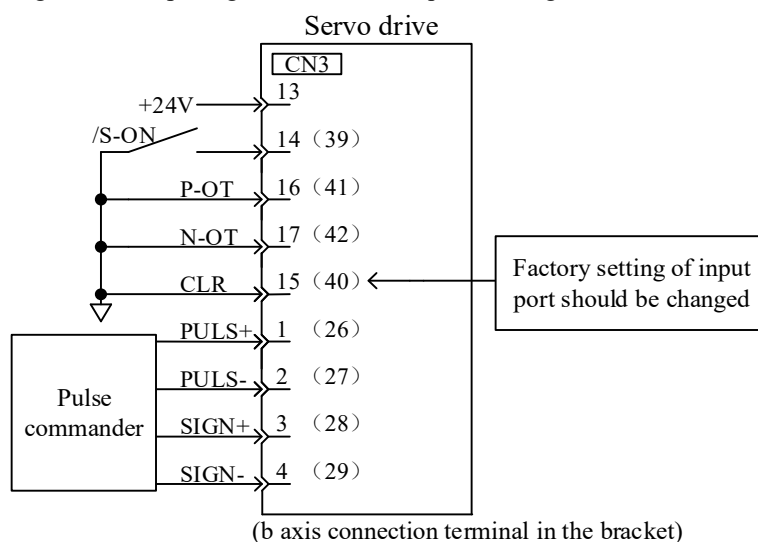 Servo drive
CN3
+24V 13
/S-ON 14（39）
P-OT 16（41）
N-OT 17（42）
CLR 15（40）
Factory setting of input
port should be changed
PULS+ 1（26）
PULS- 2（27）
Pulse
commander
SIGN+ 3（28）
SIGN- 4（29）
(b axis connection terminal in the bracket)